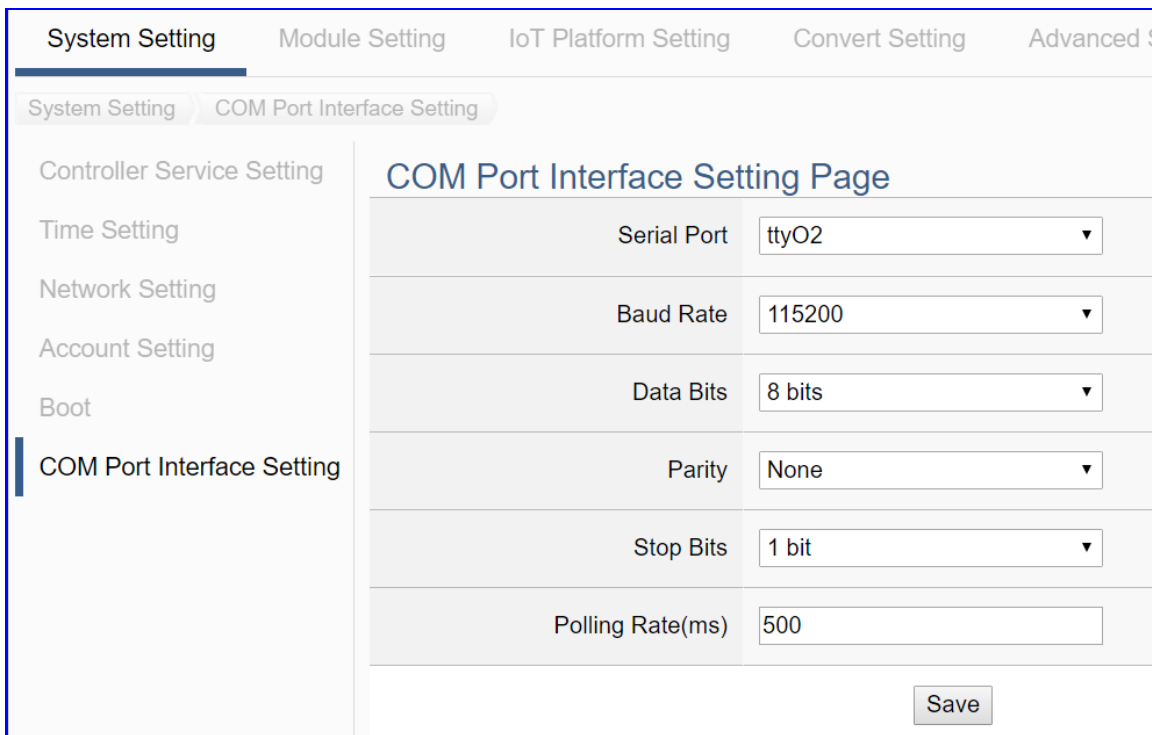 System Setting Module Setting IoT Platform Setting Convert Setting Advanced
System Setting COM Port Interface Setting
Controller Service Setting
Time Setting
Network Setting
Account Setting
Boot
COM Port Interface Setting
COM Port Interface Setting Page
Serial Port ttyO2
Baud Rate 115200
Data Bits 8 bits
Parity None
Stop Bits 1 bit
Polling Rate(ms) 500
Save